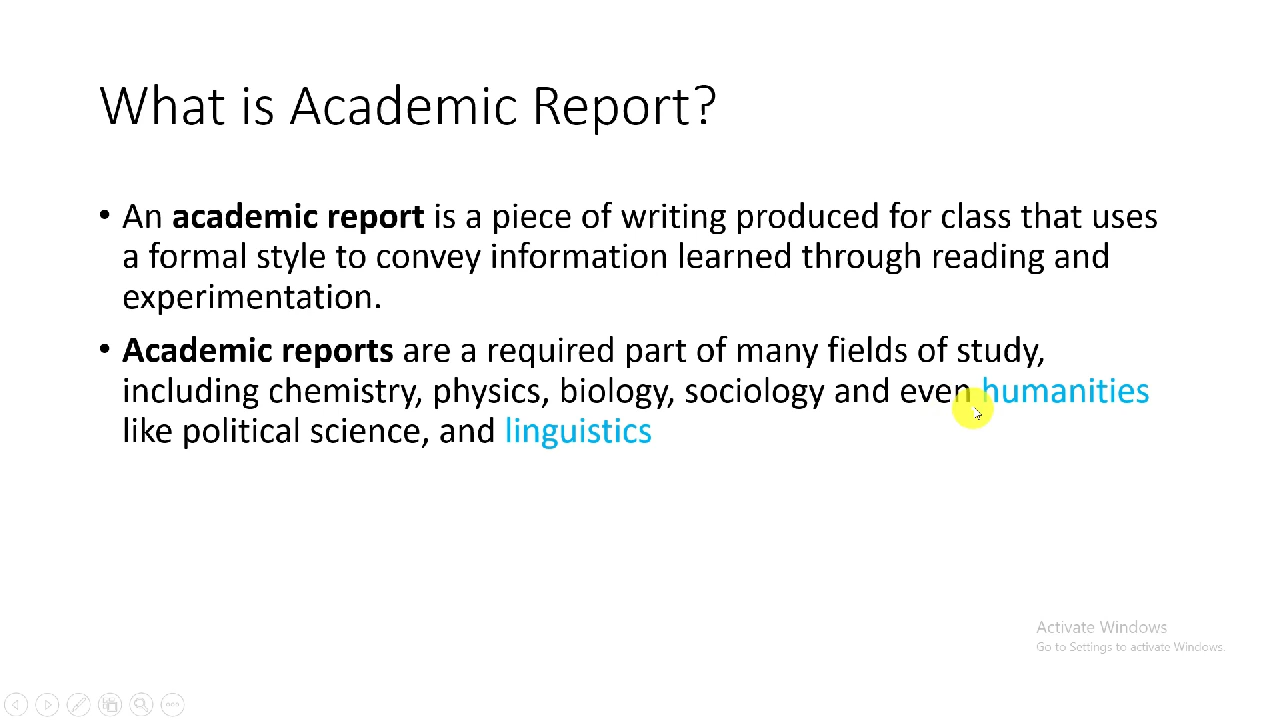 What is Academic Report?
• An academic report is a piece of writing produced for class that uses
a formal style to convey information learned through reading and
experimentation.
• Academic reports are a required part of many fields of study,
including chemistry, physics, biology, sociology and even humanities
like political science, and linguistics
Activate Windows
Go to Settings to activate Windows.